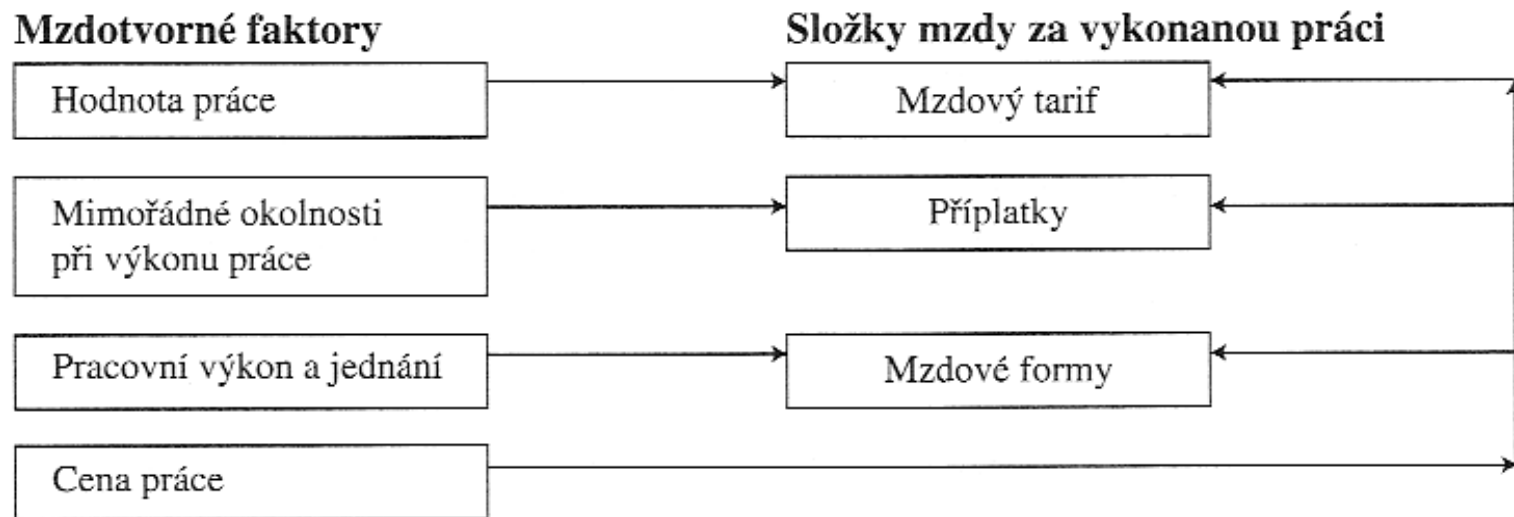 Mzdotvorné faktory
Složky mzdy za vykonanou práci
Hodnota práce
Mzdový tarif
Mimořádné okolnosti
při výkonu práce
Příplatky
Pracovní výkon a jednání
Mzdové formy
Cena práce